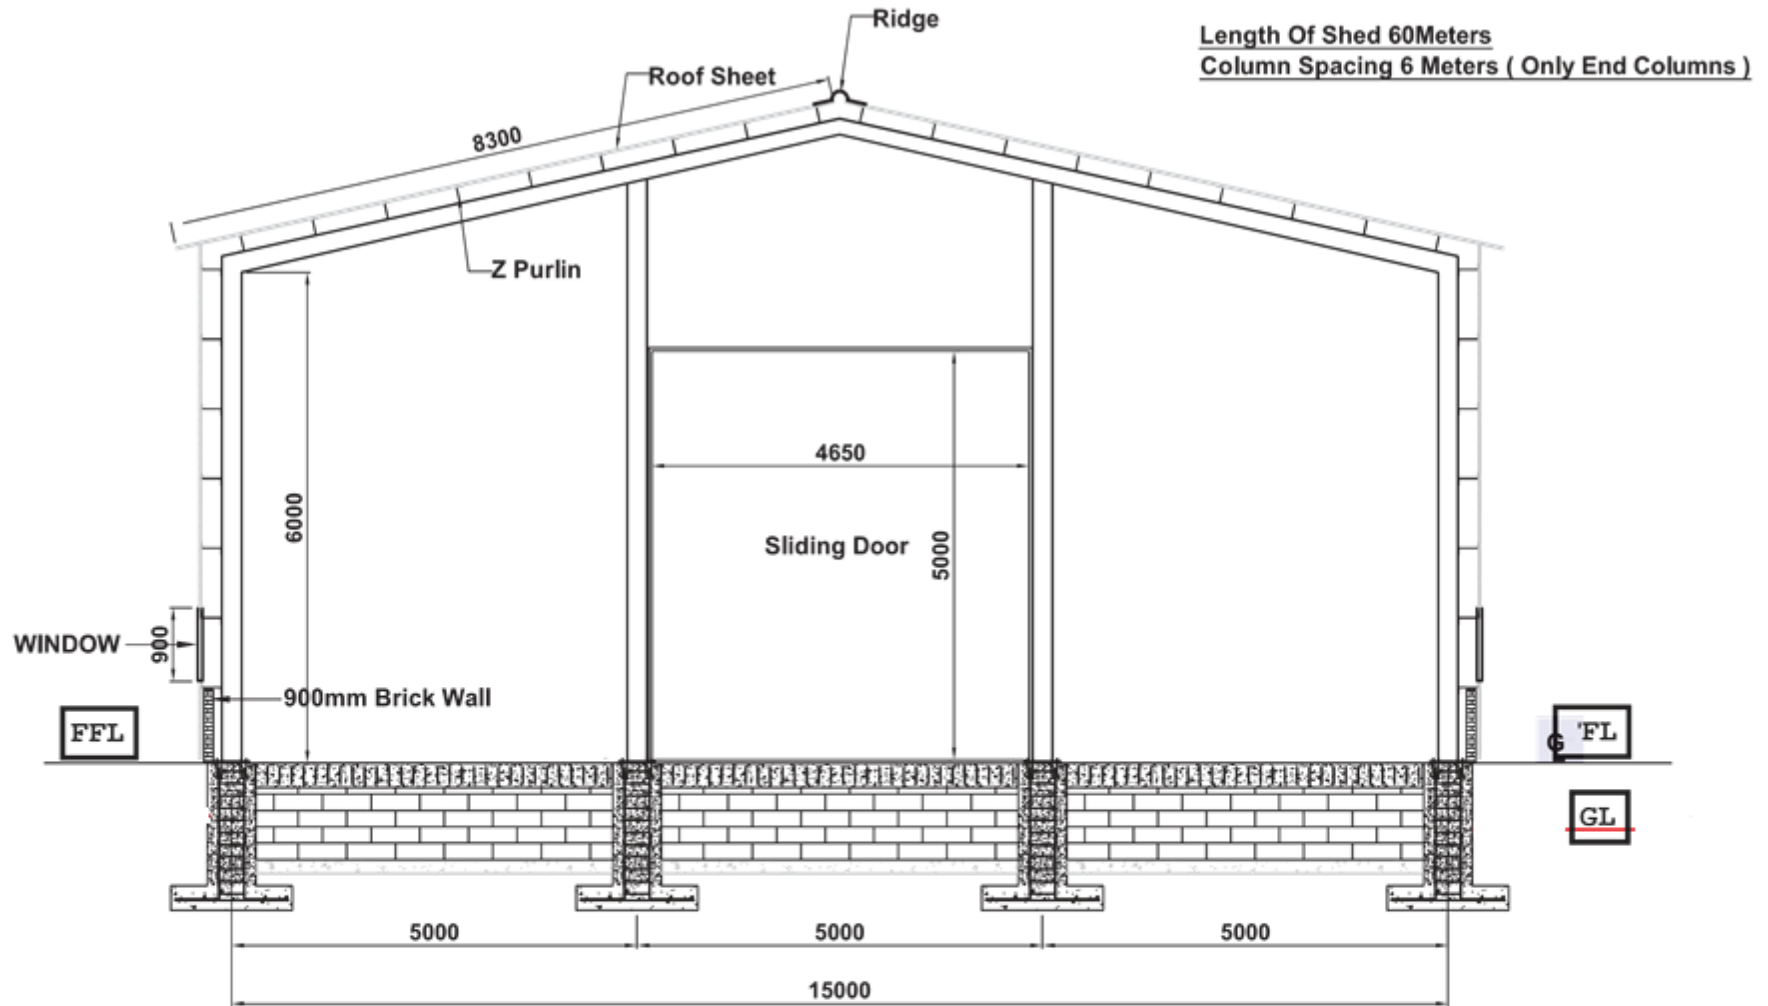 Ridge
Length Of Shed 60Meters
Column Spacing 6 Meters ( Only End Columns )
Roof Sheet
8300
Z Purlin
4650
6000
Sliding Door
5000
WINDOW
900
900mm Brick Wall
FFL
G
'FL
GL
5000
5000
5000
15000